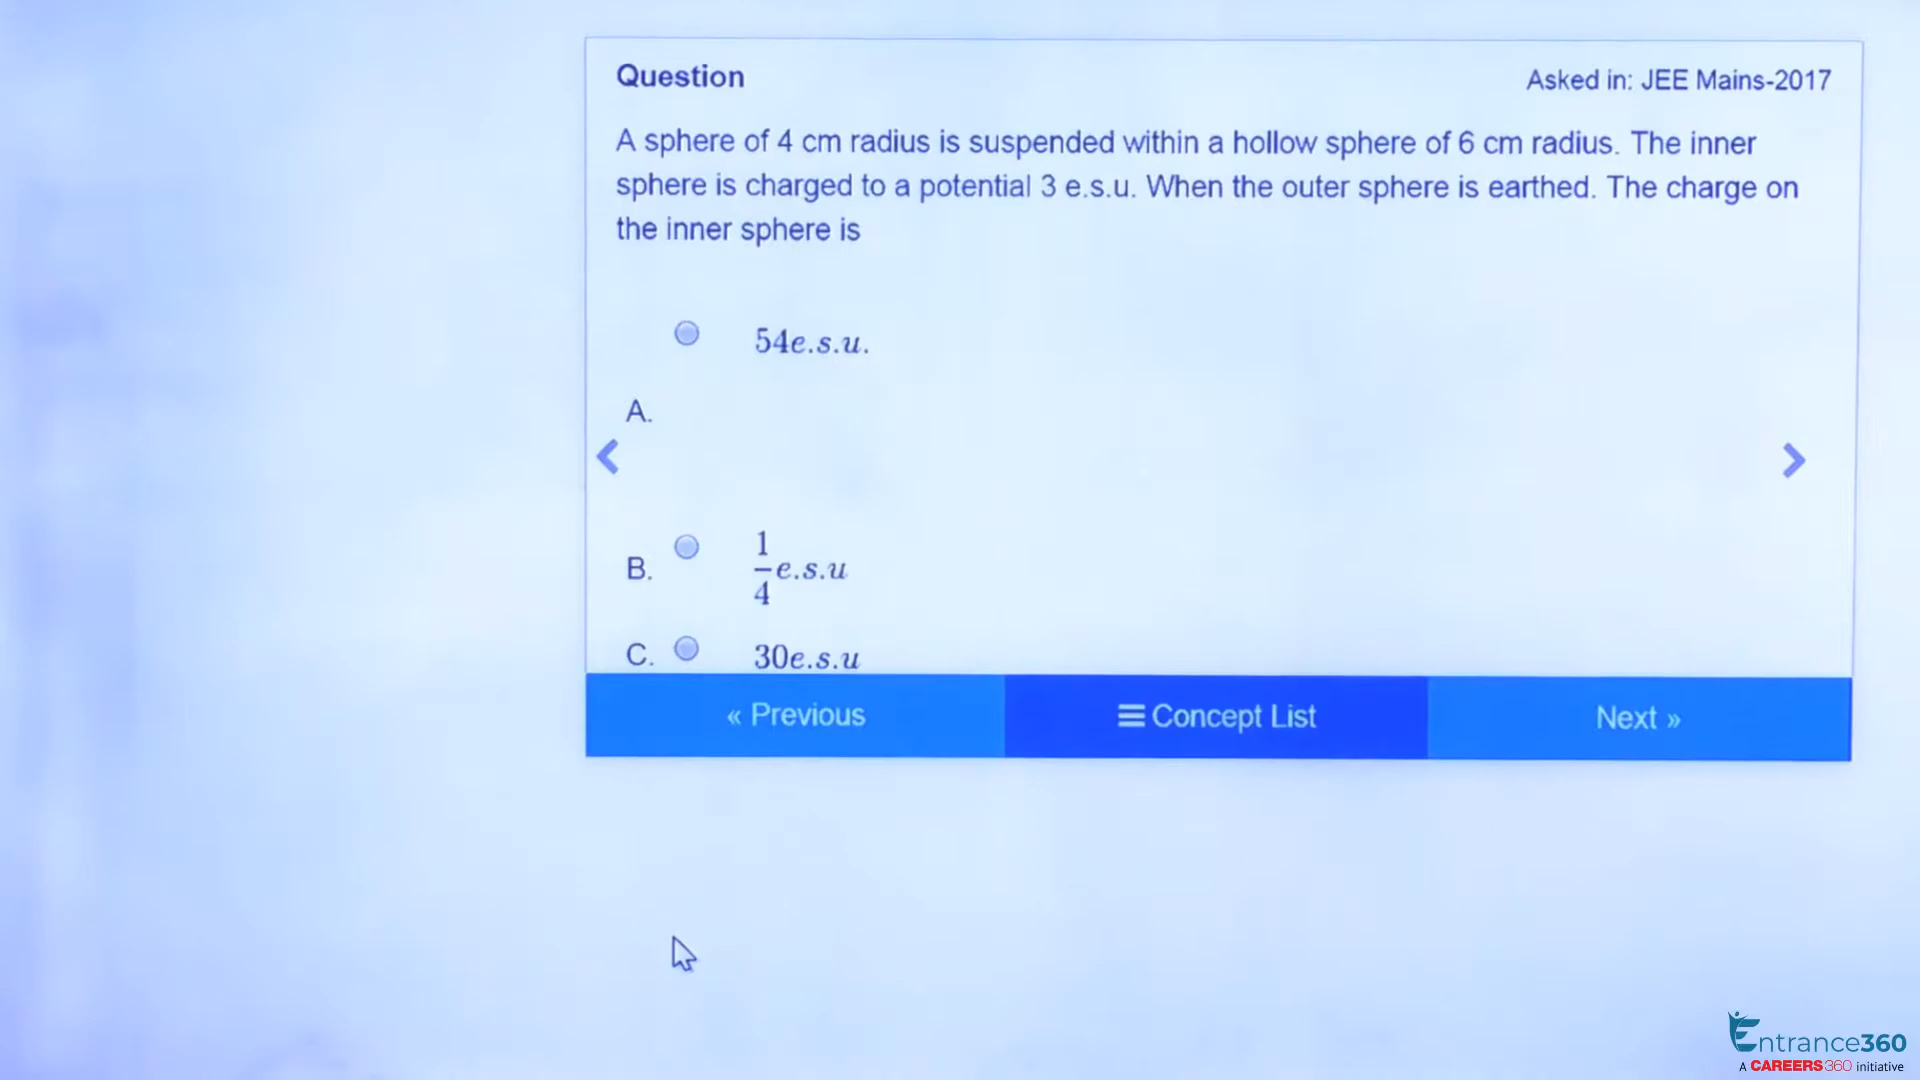 Question
Asked in: JEE Mains-2017
A sphere of 4 cm radius is suspended within a hollow sphere of 6 cm radius. The inner
sphere is charged to a potential 3 e.s.u. When the outer sphere is earthed. The charge on
the inner sphere is
54e.s.u.
A.
B. 1/4 e.s.u
C. 30e.s.u
« Previous
Concept List
Next »
Entrance360
A CAREERS360 initiative